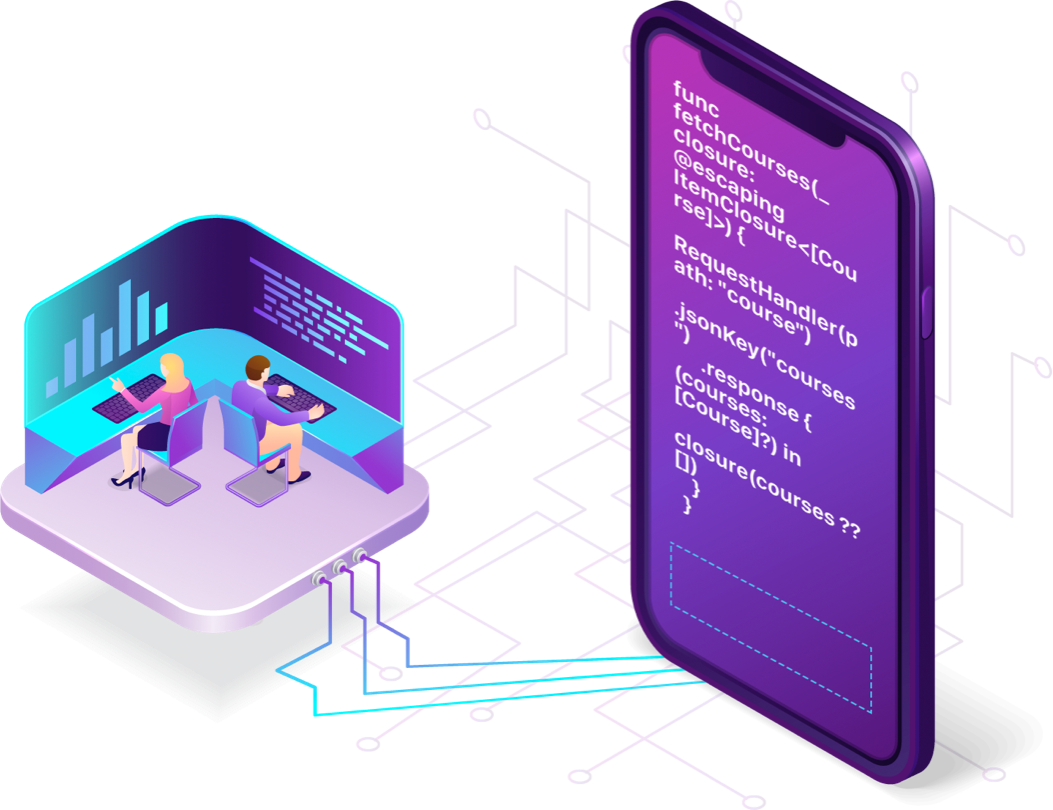 func
fetchCourses(_
closure:
@escaping
ItemClosure<[Cou
rse]>) {
RequestHandler(p
ath: "course")
.jsonKey("courses
")
.response {
(courses:
[Course]?) in
closure(courses ??
[])
}
}